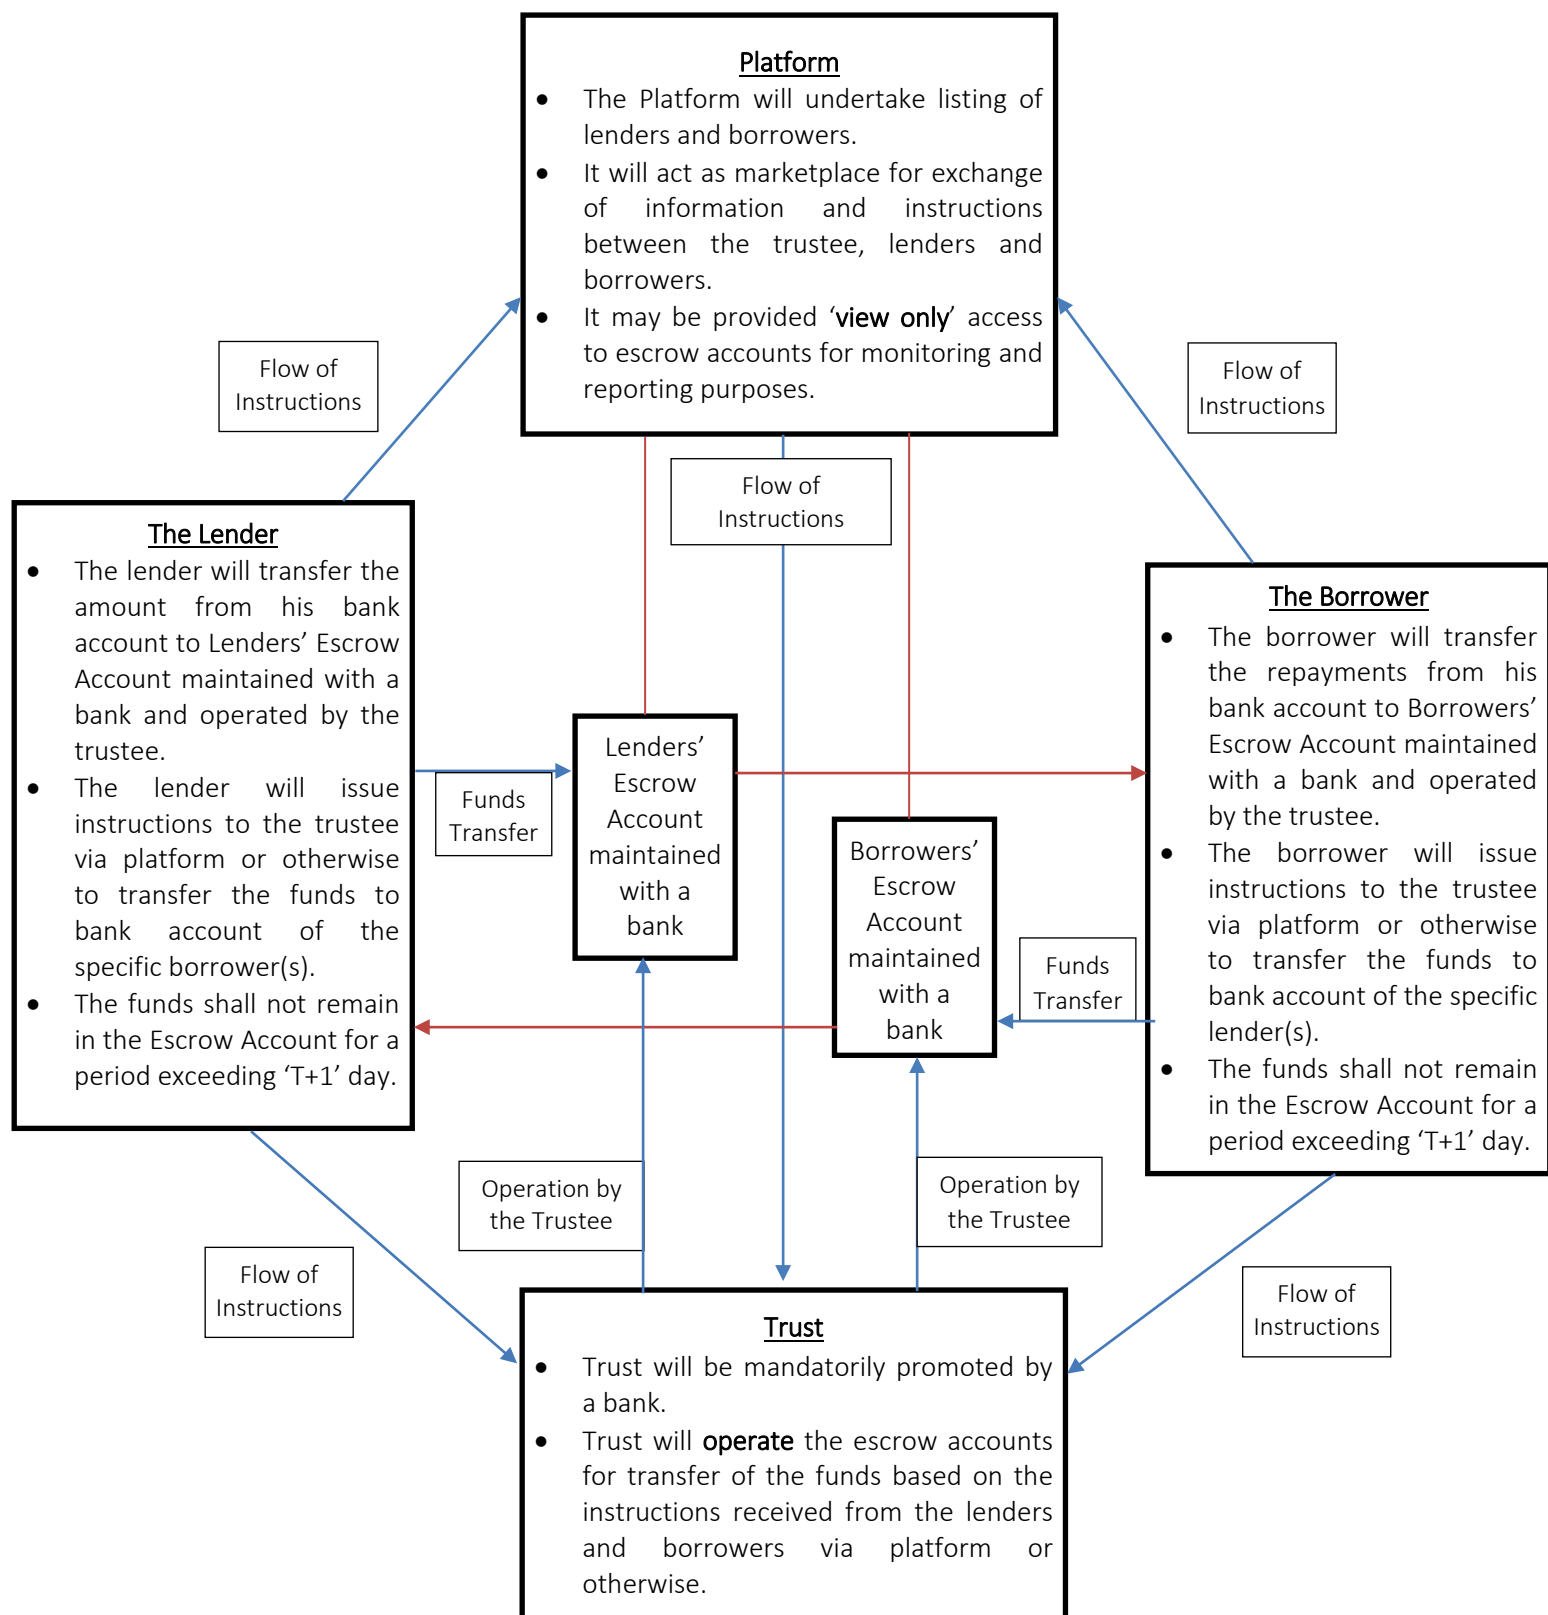 Platform
• The Platform will undertake listing of
lenders and borrowers.
• It will act as marketplace for exchange
of information and instructions
between the trustee, lenders and
borrowers.
• It may be provided ‘view only’ access
to escrow accounts for monitoring and
reporting purposes.
Flow of
Instructions
Flow of
Instructions
Flow of
Instructions
The Lender
• The lender will transfer the
amount from his bank
account to Lenders’ Escrow
Account maintained with a
bank and operated by the
trustee.
• The lender will issue
instructions to the trustee
via platform or otherwise
to transfer the funds to
bank account of the
specific borrower(s).
• The funds shall not remain
in the Escrow Account for a
period exceeding ‘T+1’ day.
Funds
Transfer
Lenders’
Escrow
Account
maintained
with a
bank
Borrowers’
Escrow
Account
maintained
with a
bank
Funds
Transfer
The Borrower
• The borrower will transfer
the repayments from his
bank account to Borrowers’
Escrow Account maintained
with a bank and operated
by the trustee.
• The borrower will issue
instructions to the trustee
via platform or otherwise
to transfer the funds to
bank account of the specific
lender(s).
• The funds shall not remain
in the Escrow Account for a
period exceeding ‘T+1’ day.
Operation by
the Trustee
Operation by
the Trustee
Flow of
Instructions
Flow of
Instructions
Trust
• Trust will be mandatorily promoted by
a bank.
• Trust will operate the escrow accounts
for transfer of the funds based on the
instructions received from the lenders
and borrowers via platform or
otherwise.